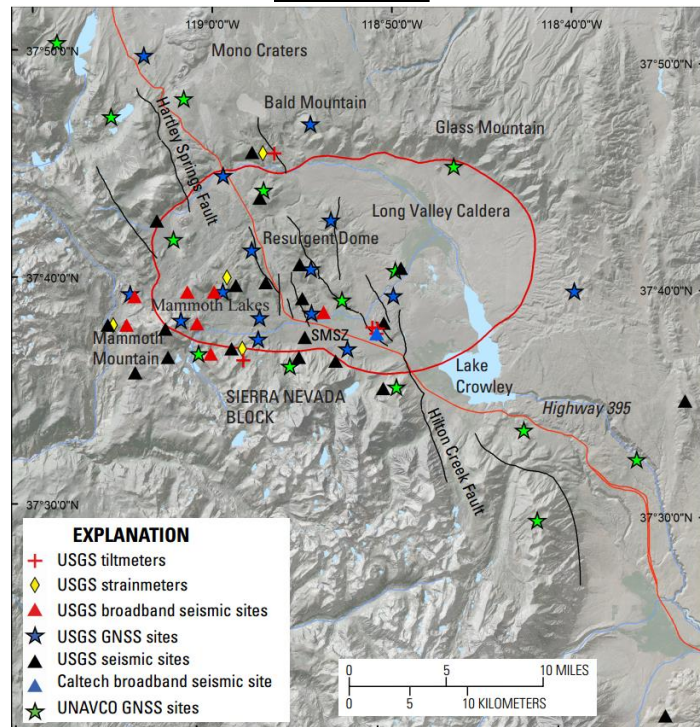 119°0'0"W
118°50'0"W
118°40'0"W
37°50'0"N
37°50'0"N
Mono Craters
Bald Mountain
Glass Mountain
Hartley Springs Fault
Long Valley Caldera
Resurgent Dome
37°40'0"N
37°40'0"N
Mammoth Lakes
Mammoth
Mountain
SMSZ
Lake
Crowley
SIERRA NEVADA
BLOCK
Highway 395
Hilton Creek Fault
37°30'0"N
37°30'0"N
EXPLANATION
USGS tiltmeters
USGS strainmeters
USGS broadband seismic sites
USGS GNSS sites
USGS seismic sites
Caltech broadband seismic site
UNAVCO GNSS sites
0 5 10 MILES
0 5 10 KILOMETERS